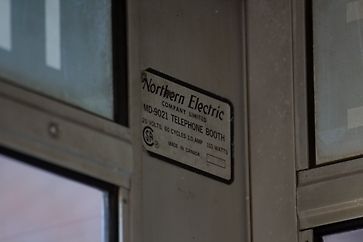 Northern Electric
COMPANY LIMITED
MD-9021 TELEPHONE BOOTH
120 VOLTS, 60 CYCLES 1.0 AMP 110 WATTS
MADE IN CANADA